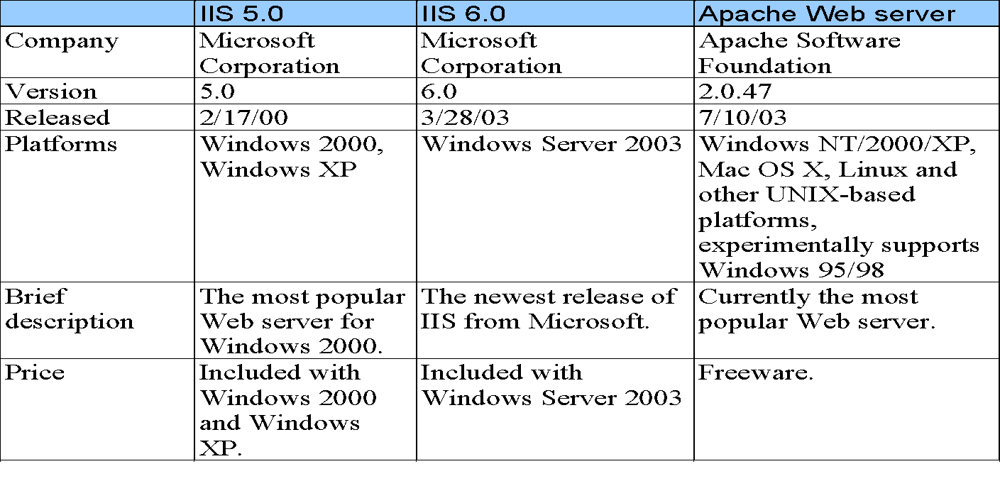 IIS 5.0 IIS 6.0 Apache Web server
Company
Microsoft
Corporation
Microsoft
Corporation
Apache Software
Foundation
Version 5.0 6.0 2.0.47
Released 2/17/00 3/28/03 7/10/03
Platforms
Windows 2000,
Windows XP
Windows Server 2003
Windows NT/2000/XP,
Mac OS X, Linux and
other UNIX-based
platforms,
experimentally supports
Windows 95/98
Brief
description
The most popular
Web server for
Windows 2000.
The newest release of
IIS from Microsoft.
Currently the most
popular Web server.
Price
Included with
Windows 2000
and Windows
XP.
Included with
Windows Server 2003
Freeware.